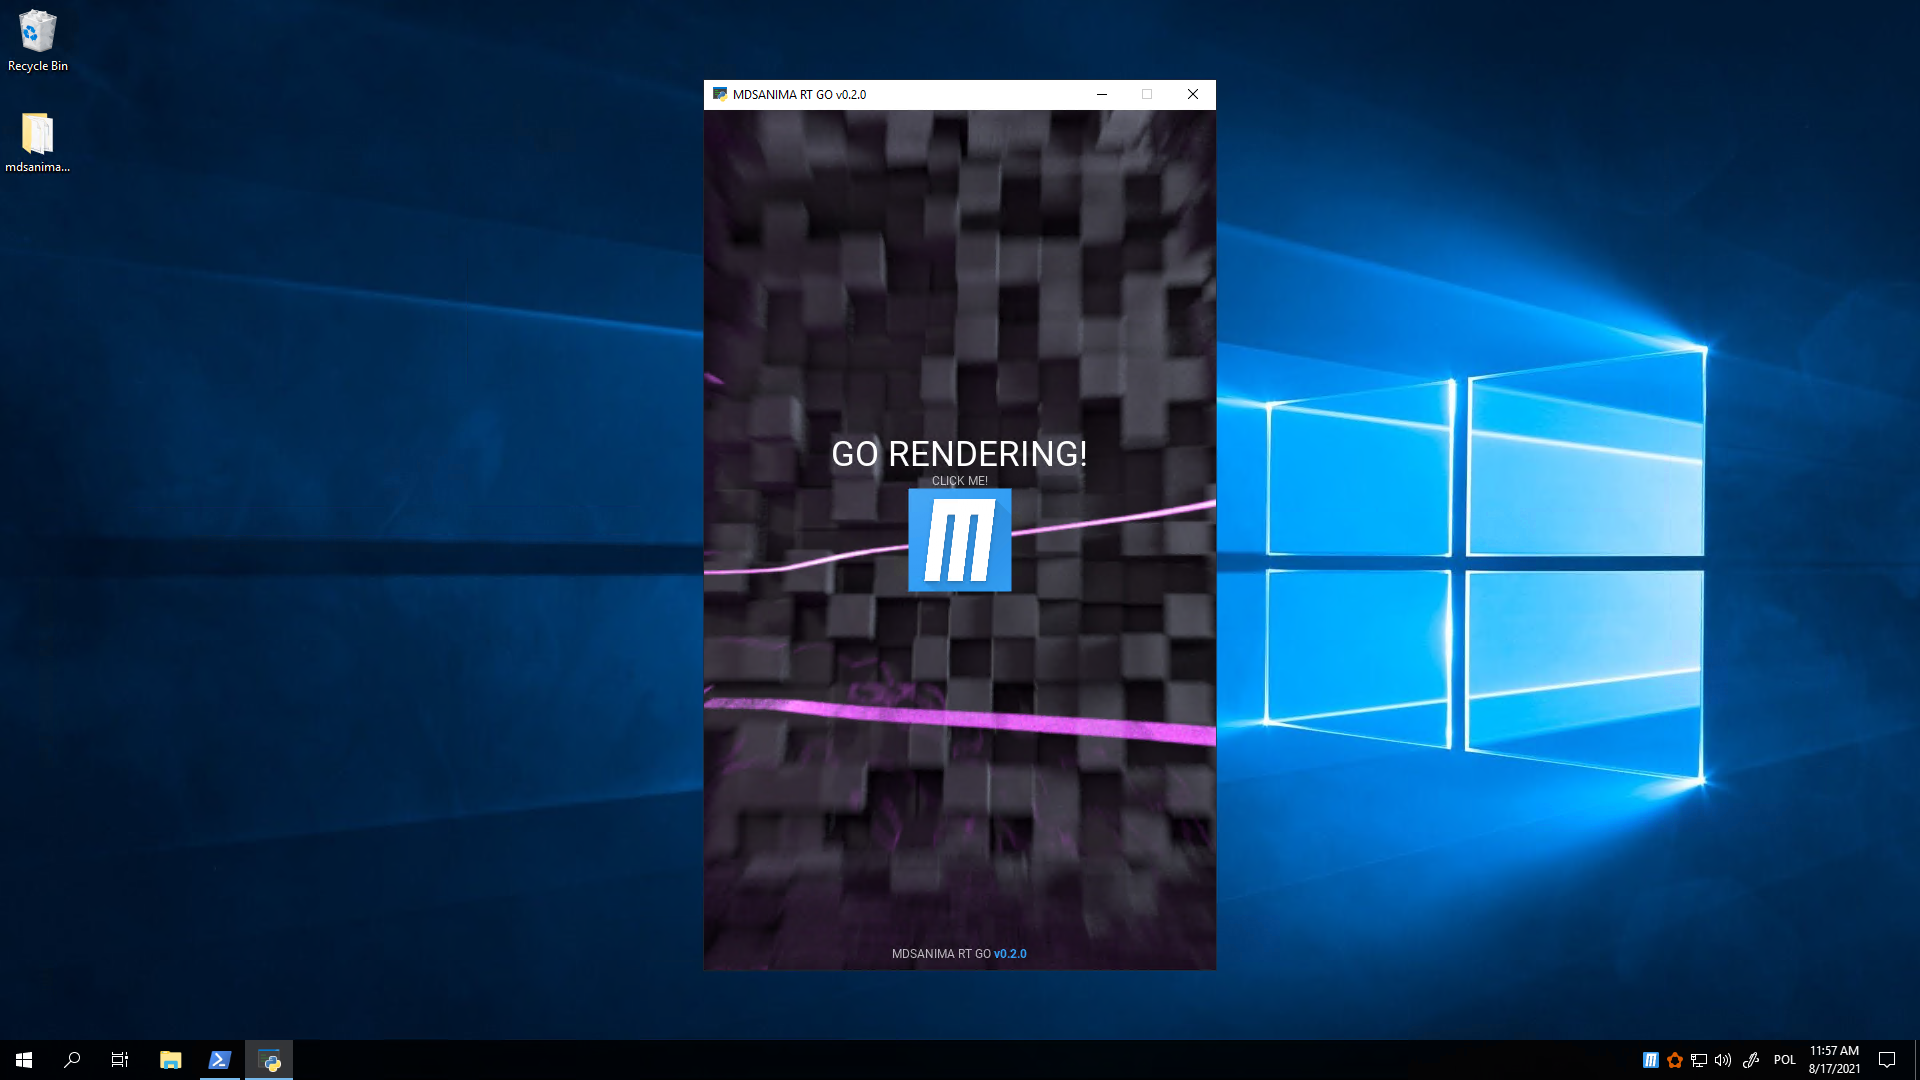 Recycle Bin
mdsanima...
MDSANIMA RT GO v0.2.0
GO RENDERING!
CLICK ME!
MDSANIMA RT GO v0.2.0
POL
11:57 AM
8/17/2021